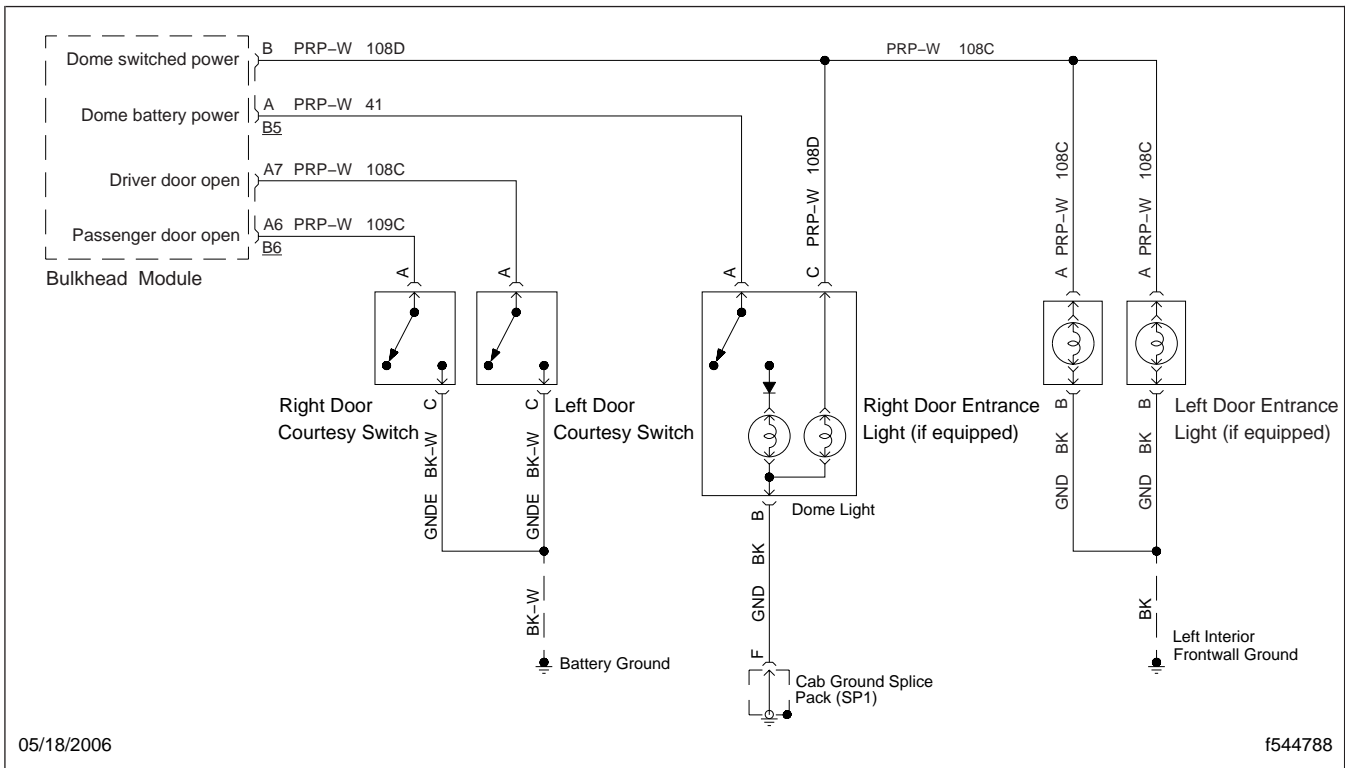 Dome switched power
B PRP–W 108D
PRP–W 108C
Dome battery power
A PRP–W 41
B5
Driver door open
A7 PRP–W 108C
Passenger door open
A6 PRP–W 109C
B6
Bulkhead Module
A
A
A
C PRP–W 108D
A PRP–W 108C
A PRP–W 108C
Right Door
Courtesy Switch
Left Door
Courtesy Switch
Right Door Entrance
Light (if equipped)
Left Door Entrance
Light (if equipped)
Dome Light
GNDE BK–W C
GNDE BK–W C
F GND BK B
GND BK B
GND BK B
BK–W
BK
Battery Ground
Cab Ground Splice
Pack (SP1)
Left Interior
Frontwall Ground
05/18/2006
f544788